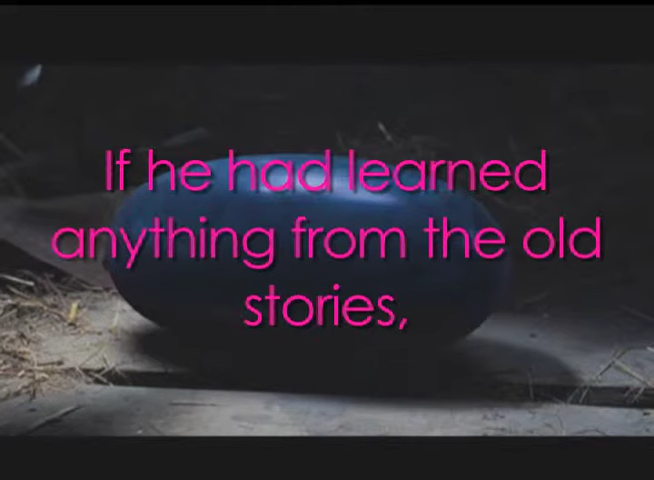 If he had learned
anything from the old
stories,